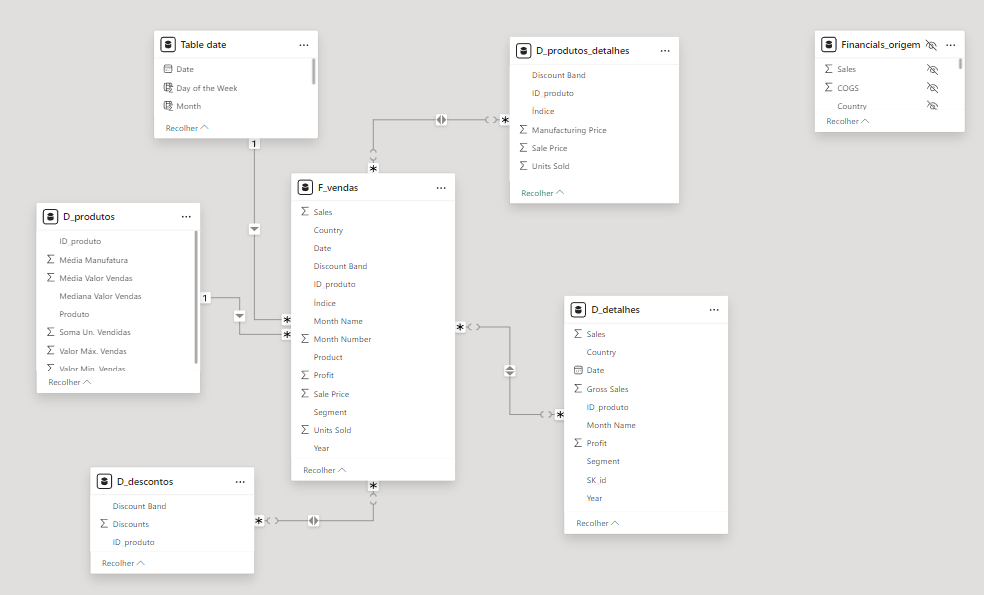 Table date
Date
Day of the Week
Month
Recolher
D_produtos_detalhes
Discount Band
ID_produto
Índice
Manufacturing Price
Sale Price
Units Sold
Recolher
Financials_origem
Sales
COGS
Country
Recolher
1
*
*
F_vendas
Sales
Country
Date
Discount Band
ID_produto
Índice
Month Name
Month Number
Product
Profit
Sale Price
Segment
Units Sold
Year
Recolher
D_produtos
ID_produto
Média Manufatura
Média Valor Vendas
Mediana Valor Vendas
Produto
Soma Un. Vendidas
Valor Máx. Vendas
Valor Min. Vendas
Recolher
1
*
*
*
*
D_detalhes
Sales
Country
Date
Gross Sales
ID_produto
Month Name
Profit
Segment
SK_id
Year
Recolher
D_descontos
Discount Band
Discounts
ID_produto
Recolher
*
*